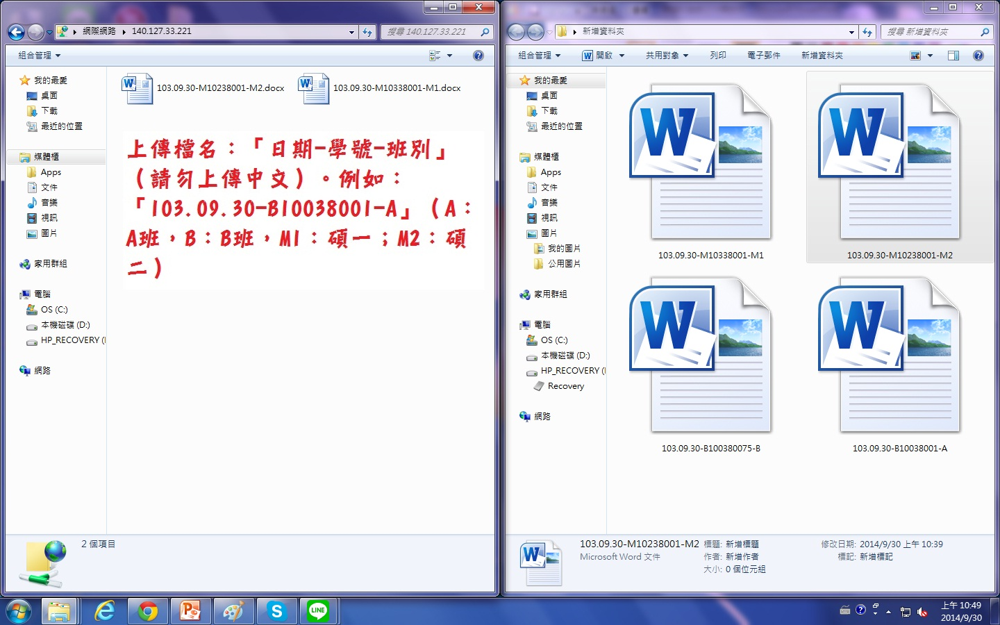 網際網路 ▸ 140.127.33.221
搜尋 140.127.33.221
組合管理
我的最愛
桌面
下載
最近的位置
媒體櫃
Apps
文件
音樂
視訊
圖片
家用群組
電腦
OS (C:)
本機磁碟 (D:)
HP_RECOVERY (
網路
103.09.30-M10238001-M2.docx
103.09.30-M10338001-M1.docx
上傳檔名：「日期-學號-班別」
（請勿上傳中文）。例如：
「103.09.30-B10038001-A」（A：
A班，B：B班，M1：碩一；M2：碩
二）
2 個項目
新增資料夾
搜尋 新增資料夾
組合管理
開啟
共用對象
列印
電子郵件
新增資料夾
我的最愛
桌面
下載
最近的位置
媒體櫃
Apps
文件
音樂
視訊
圖片
我的圖片
公用圖片
家用群組
電腦
OS (C:)
本機磁碟 (D:)
HP_RECOVERY (
Recovery
網路
103.09.30-M10338001-M1
103.09.30-M10238001-M2
103.09.30-B100380075-B
103.09.30-B10038001-A
103.09.30-M10238001-M2
Microsoft Word 文件
標題: 新增標題
作者: 新增作者
大小: 0 個位元組
修改日期: 2014/9/30 上午 10:39
標記: 新增標記
LINE
上午 10:49
2014/9/30